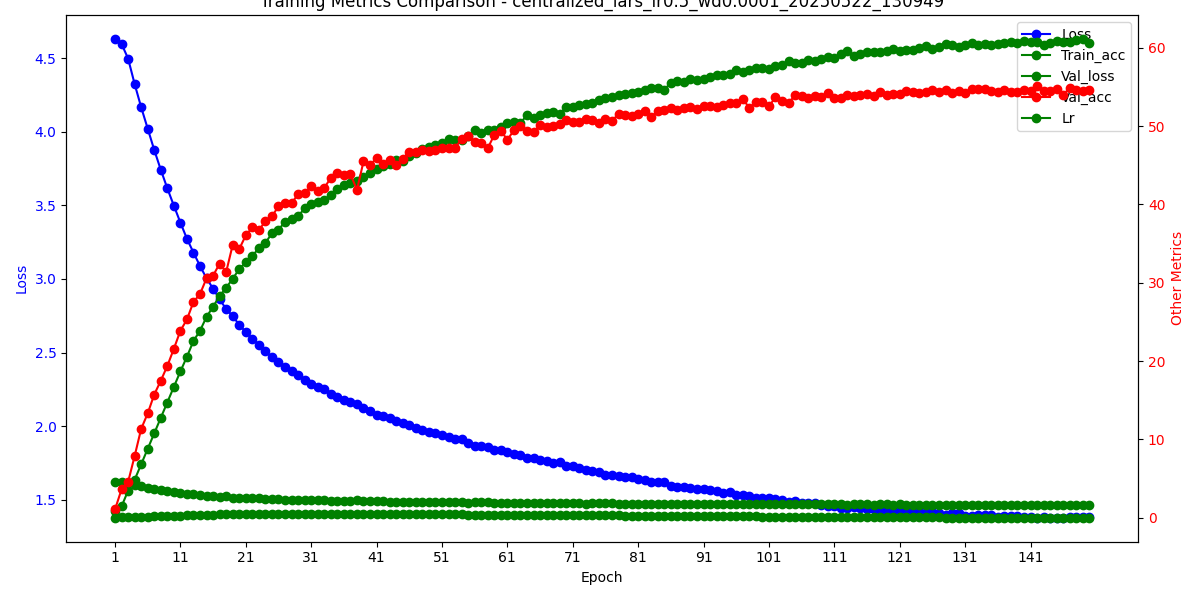 Training Metrics Comparison - centralized_lars_lr0.5_wd0.0001_20250522_130949
Loss
Train_acc
Val_loss
Val_acc
Lr
4.5
4.0
3.5
3.0
2.5
2.0
1.5
Loss
60
50
40
30
20
10
0
Other Metrics
1 11 21 31 41 51 61 71 81 91 101 111 121 131 141
Epoch